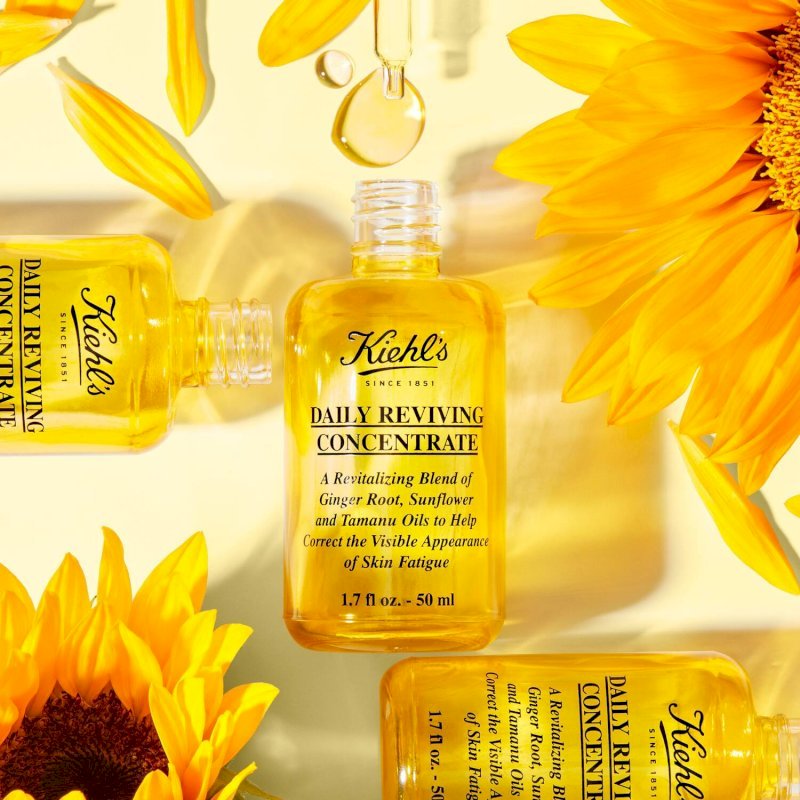 Kiehl's
SINCE 1851
DAILY REVIVING
CONCENTRATE
A Revitalizing Blend of
Ginger Root, Sunflower
and Tamanu Oils to Help
Correct the Visible Appearance
of Skin Fatigue
1.7 fl oz. - 50 ml
Kiehl's
SINCE 1851
DAILY REVIVING
CONCENTRATE
Kiehl's
SINCE 1851
DAILY REVI
CONCENTR
A Revitalizing Bl
Ginger Root, Sun
and Tamanu Oils
Correct the Visible A
of Skin Fatig
1.7 fl oz. - 50